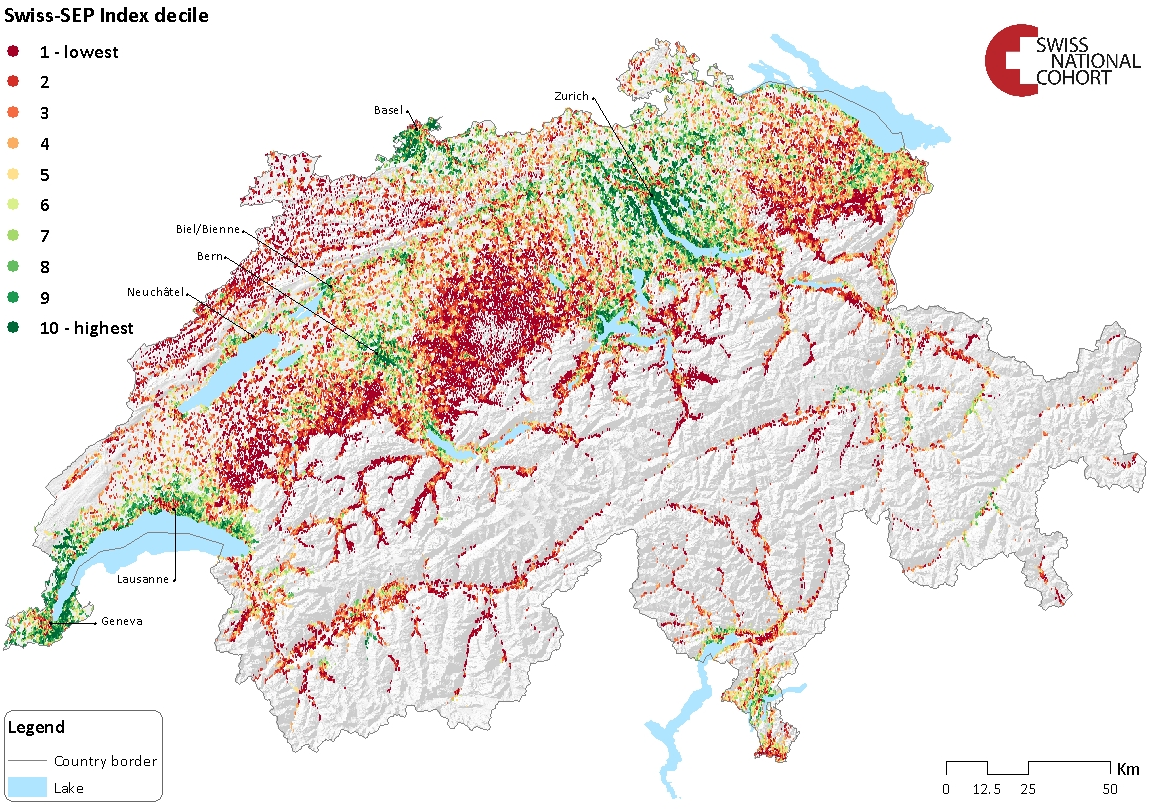 Swiss-SEP Index decile
1 - lowest
2
3
4
5
6
7
8
9
10 - highest
SWISS
NATIONAL
COHORT
Basel
Zurich
Biel/Bienne
Bern
Neuchâtel
Lausanne
Geneva
Legend
Country border
Lake
Km
0 12.5 25 50